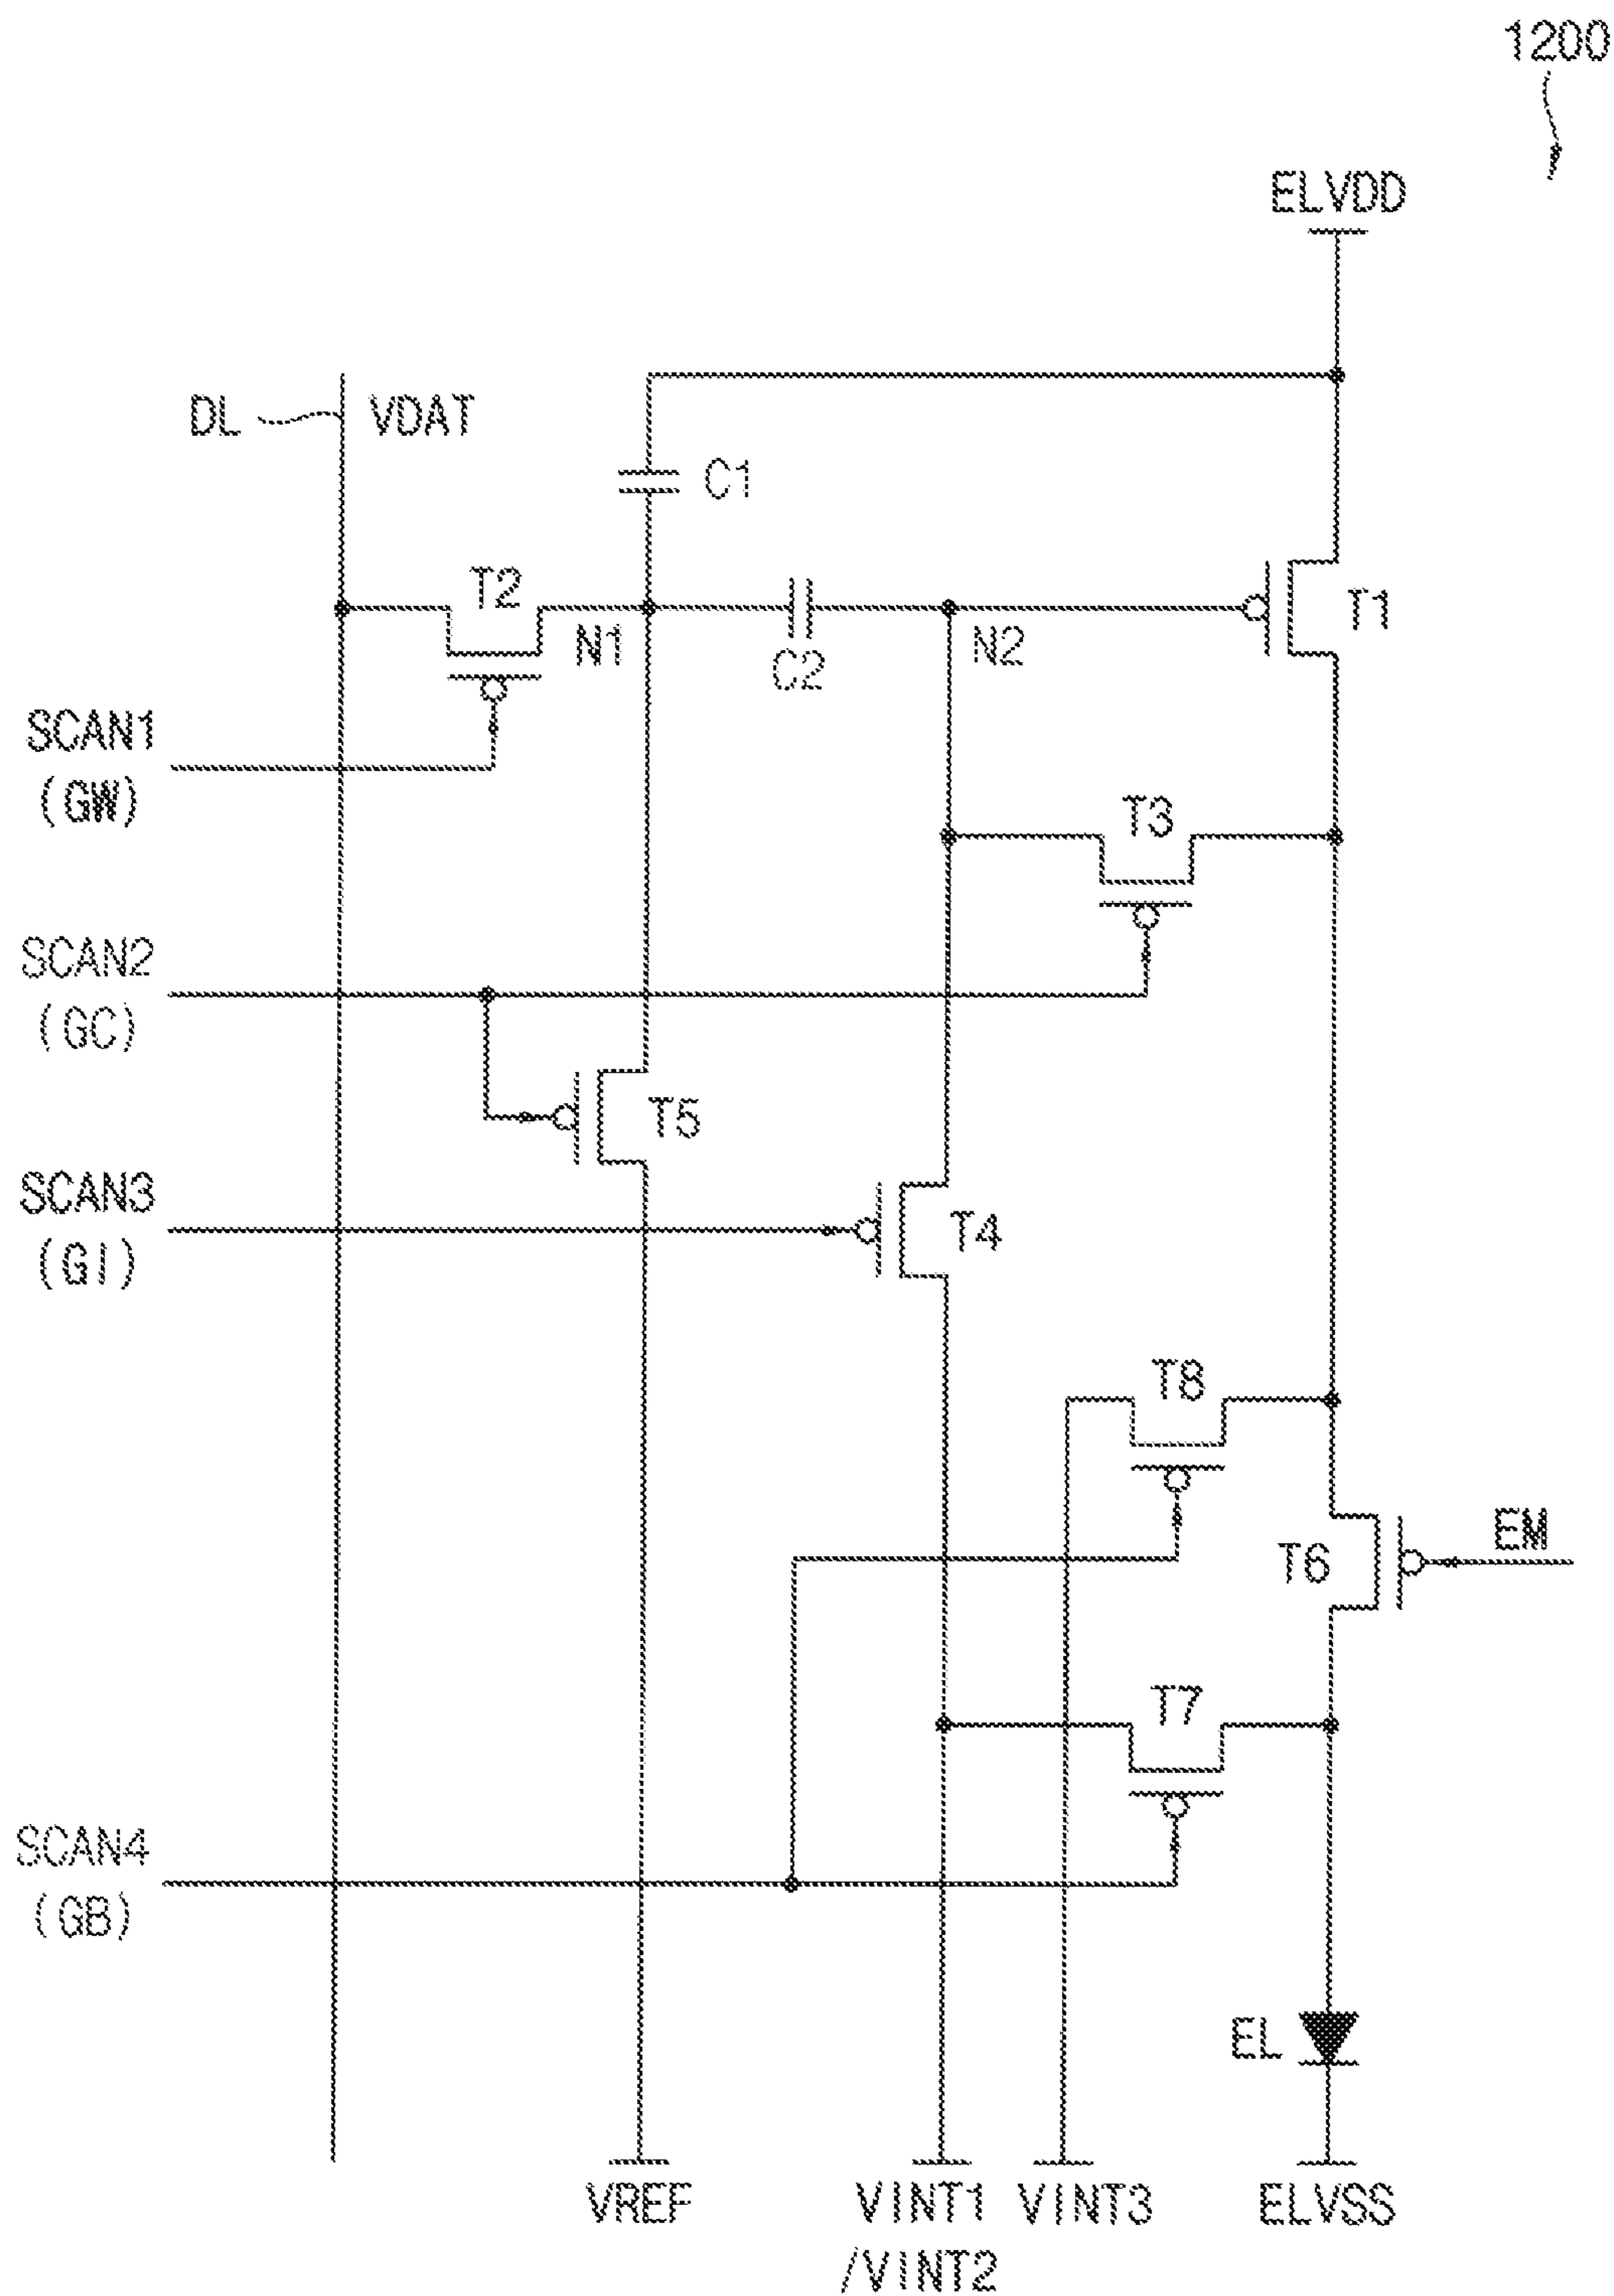 1200
ELVDD
DL
VDAT
C1
T2
T1
N1
C2
N2
SCAN1
(GW)
T3
SCAN2
(GC)
T5
SCAN3
(GI)
T4
T8
EM
T6
T7
SCAN4
(GB)
EL
VREF
VINT1
/VINT2
VINT3
ELVSS